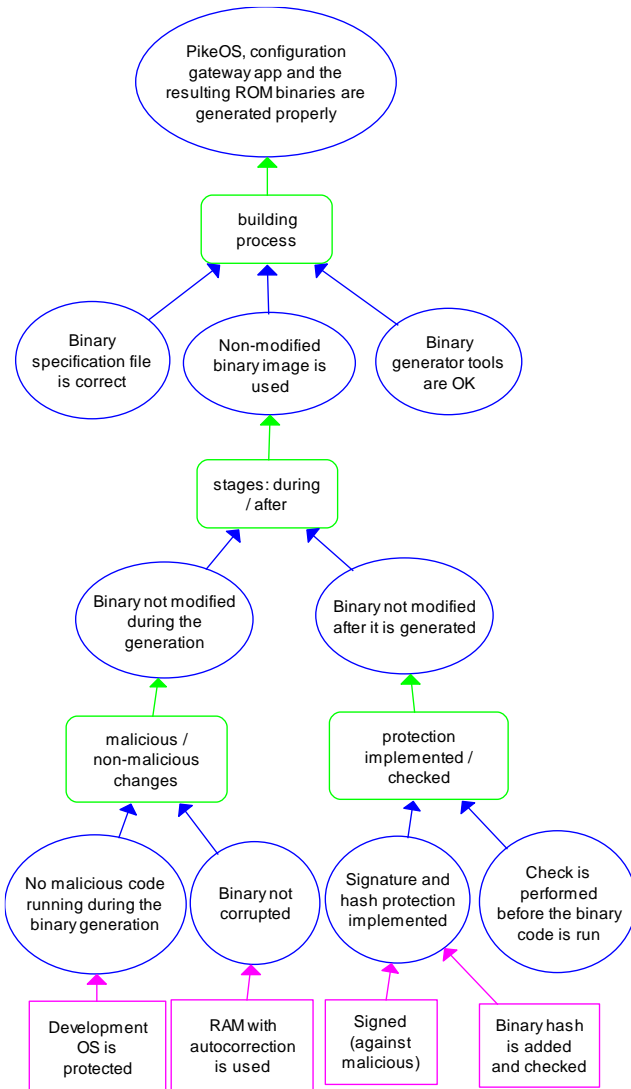 PikeOS, configuration
gateway app and the
resulting ROM binaries are
generated properly
building
process
Binary
specification file
is correct
Non-modified
binary image is
used
Binary
generator tools
are OK
stages: during
/ after
Binary not modified
during the
generation
Binary not modified
after it is generated
malicious /
non-malicious
changes
protection
implemented /
checked
No malicious code
running during the
binary generation
Binary not
corrupted
Signature and
hash protection
implemented
Check is
performed
before the binary
code is run
Development
OS is
protected
RAM with
autocorrection
is used
Signed
(against
malicious)
Binary hash
is added
and checked